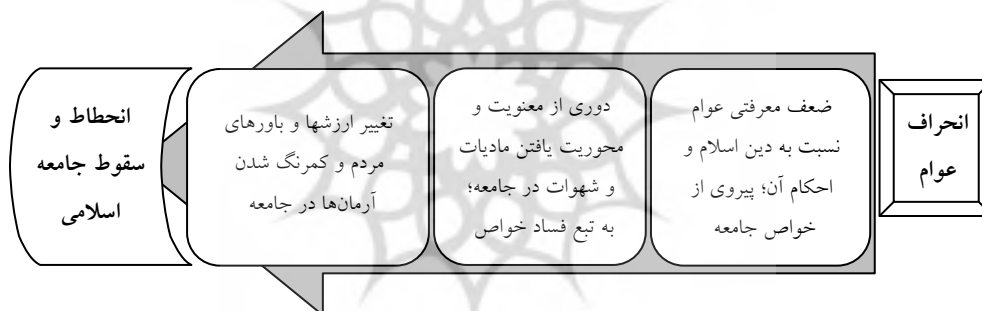 انحراف
عوام
ضعف معرفتی عوام
نسبت به دین اسلام و
احکام آن؛ پیروی از
خواص جامعه
دوری از معنویت و
محوریت یافتن مادیات
و شهوات در جامعه؛
به تبع فساد خواص
تغییر ارزشها و باورهای
مردم و کمرنگ شدن
آرمان‌ها در جامعه
انحطاط و
سقوط جامعه
اسلامی